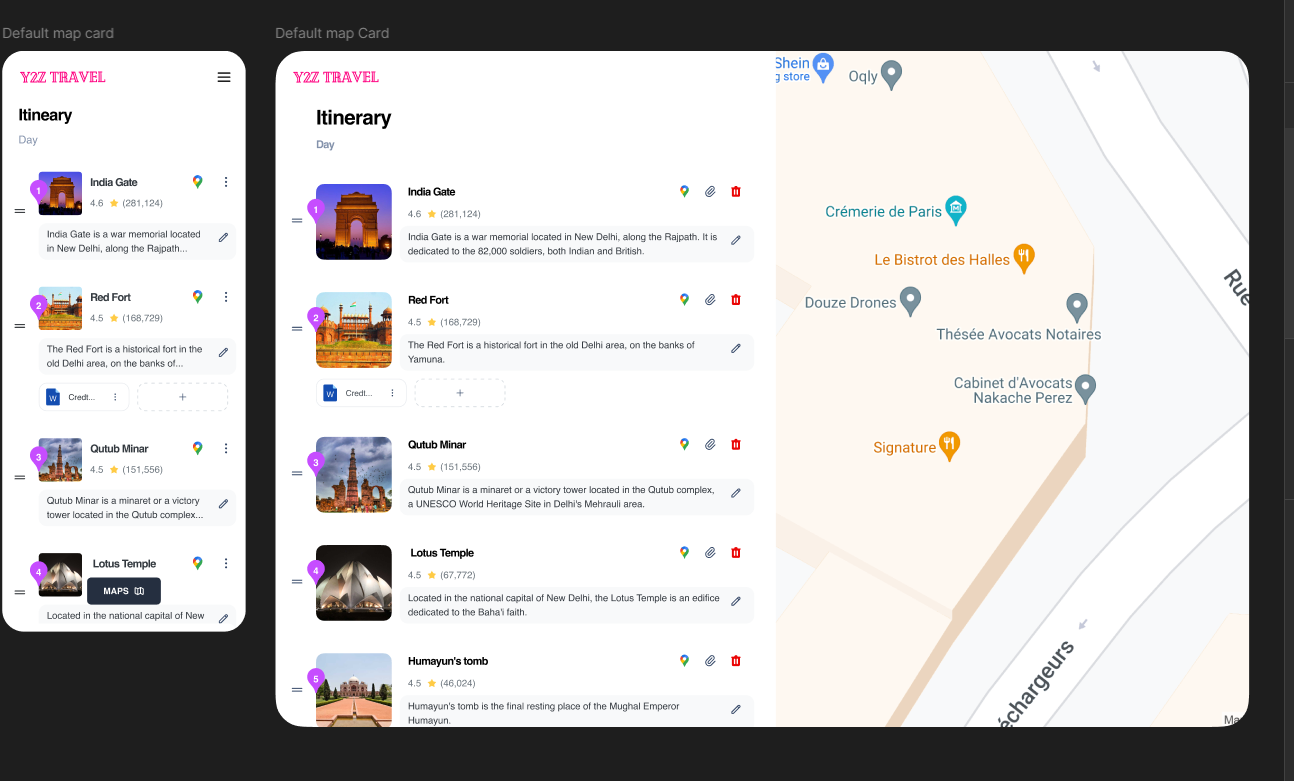 Default map card
Y2Z TRAVEL
Itineary
Day
1
India Gate
4.6 (281,124)
India Gate is a war memorial located
in New Delhi, along the Rajpath...
2
Red Fort
4.5 (168,729)
The Red Fort is a historical fort in the
old Delhi area, on the banks of...
W
Credt...
+
3
Qutub Minar
4.5 (151,556)
Qutub Minar is a minaret or a victory
tower located in the Qutub complex...
4
Lotus Temple
MAPS
Located in the national capital of New
Default map Card
Y2Z TRAVEL
Itinerary
Day
1
India Gate
4.6 (281,124)
India Gate is a war memorial located in New Delhi, along the Rajpath. It is
dedicated to the 82,000 soldiers, both Indian and British.
2
Red Fort
4.5 (168,729)
The Red Fort is a historical fort in the old Delhi area, on the banks of
Yamuna.
W
Credt...
+
3
Qutub Minar
4.5 (151,556)
Qutub Minar is a minaret or a victory tower located in the Qutub complex,
a UNESCO World Heritage Site in Delhi's Mehrauli area.
4
Lotus Temple
4.5 (67,772)
Located in the national capital of New Delhi, the Lotus Temple is an edifice
dedicated to the Baha'i faith.
5
Humayun's tomb
4.5 (46,024)
Humayun's tomb is the final resting place of the Mughal Emperor
Humayun.
Shein
g store
Oqly
Crémerie de Paris
Le Bistrot des Halles
Douze Drones
Thésée Avocats Notaires
Cabinet d'Avocats
Nakache Perez
Signature
Rue
échargeurs
Ma